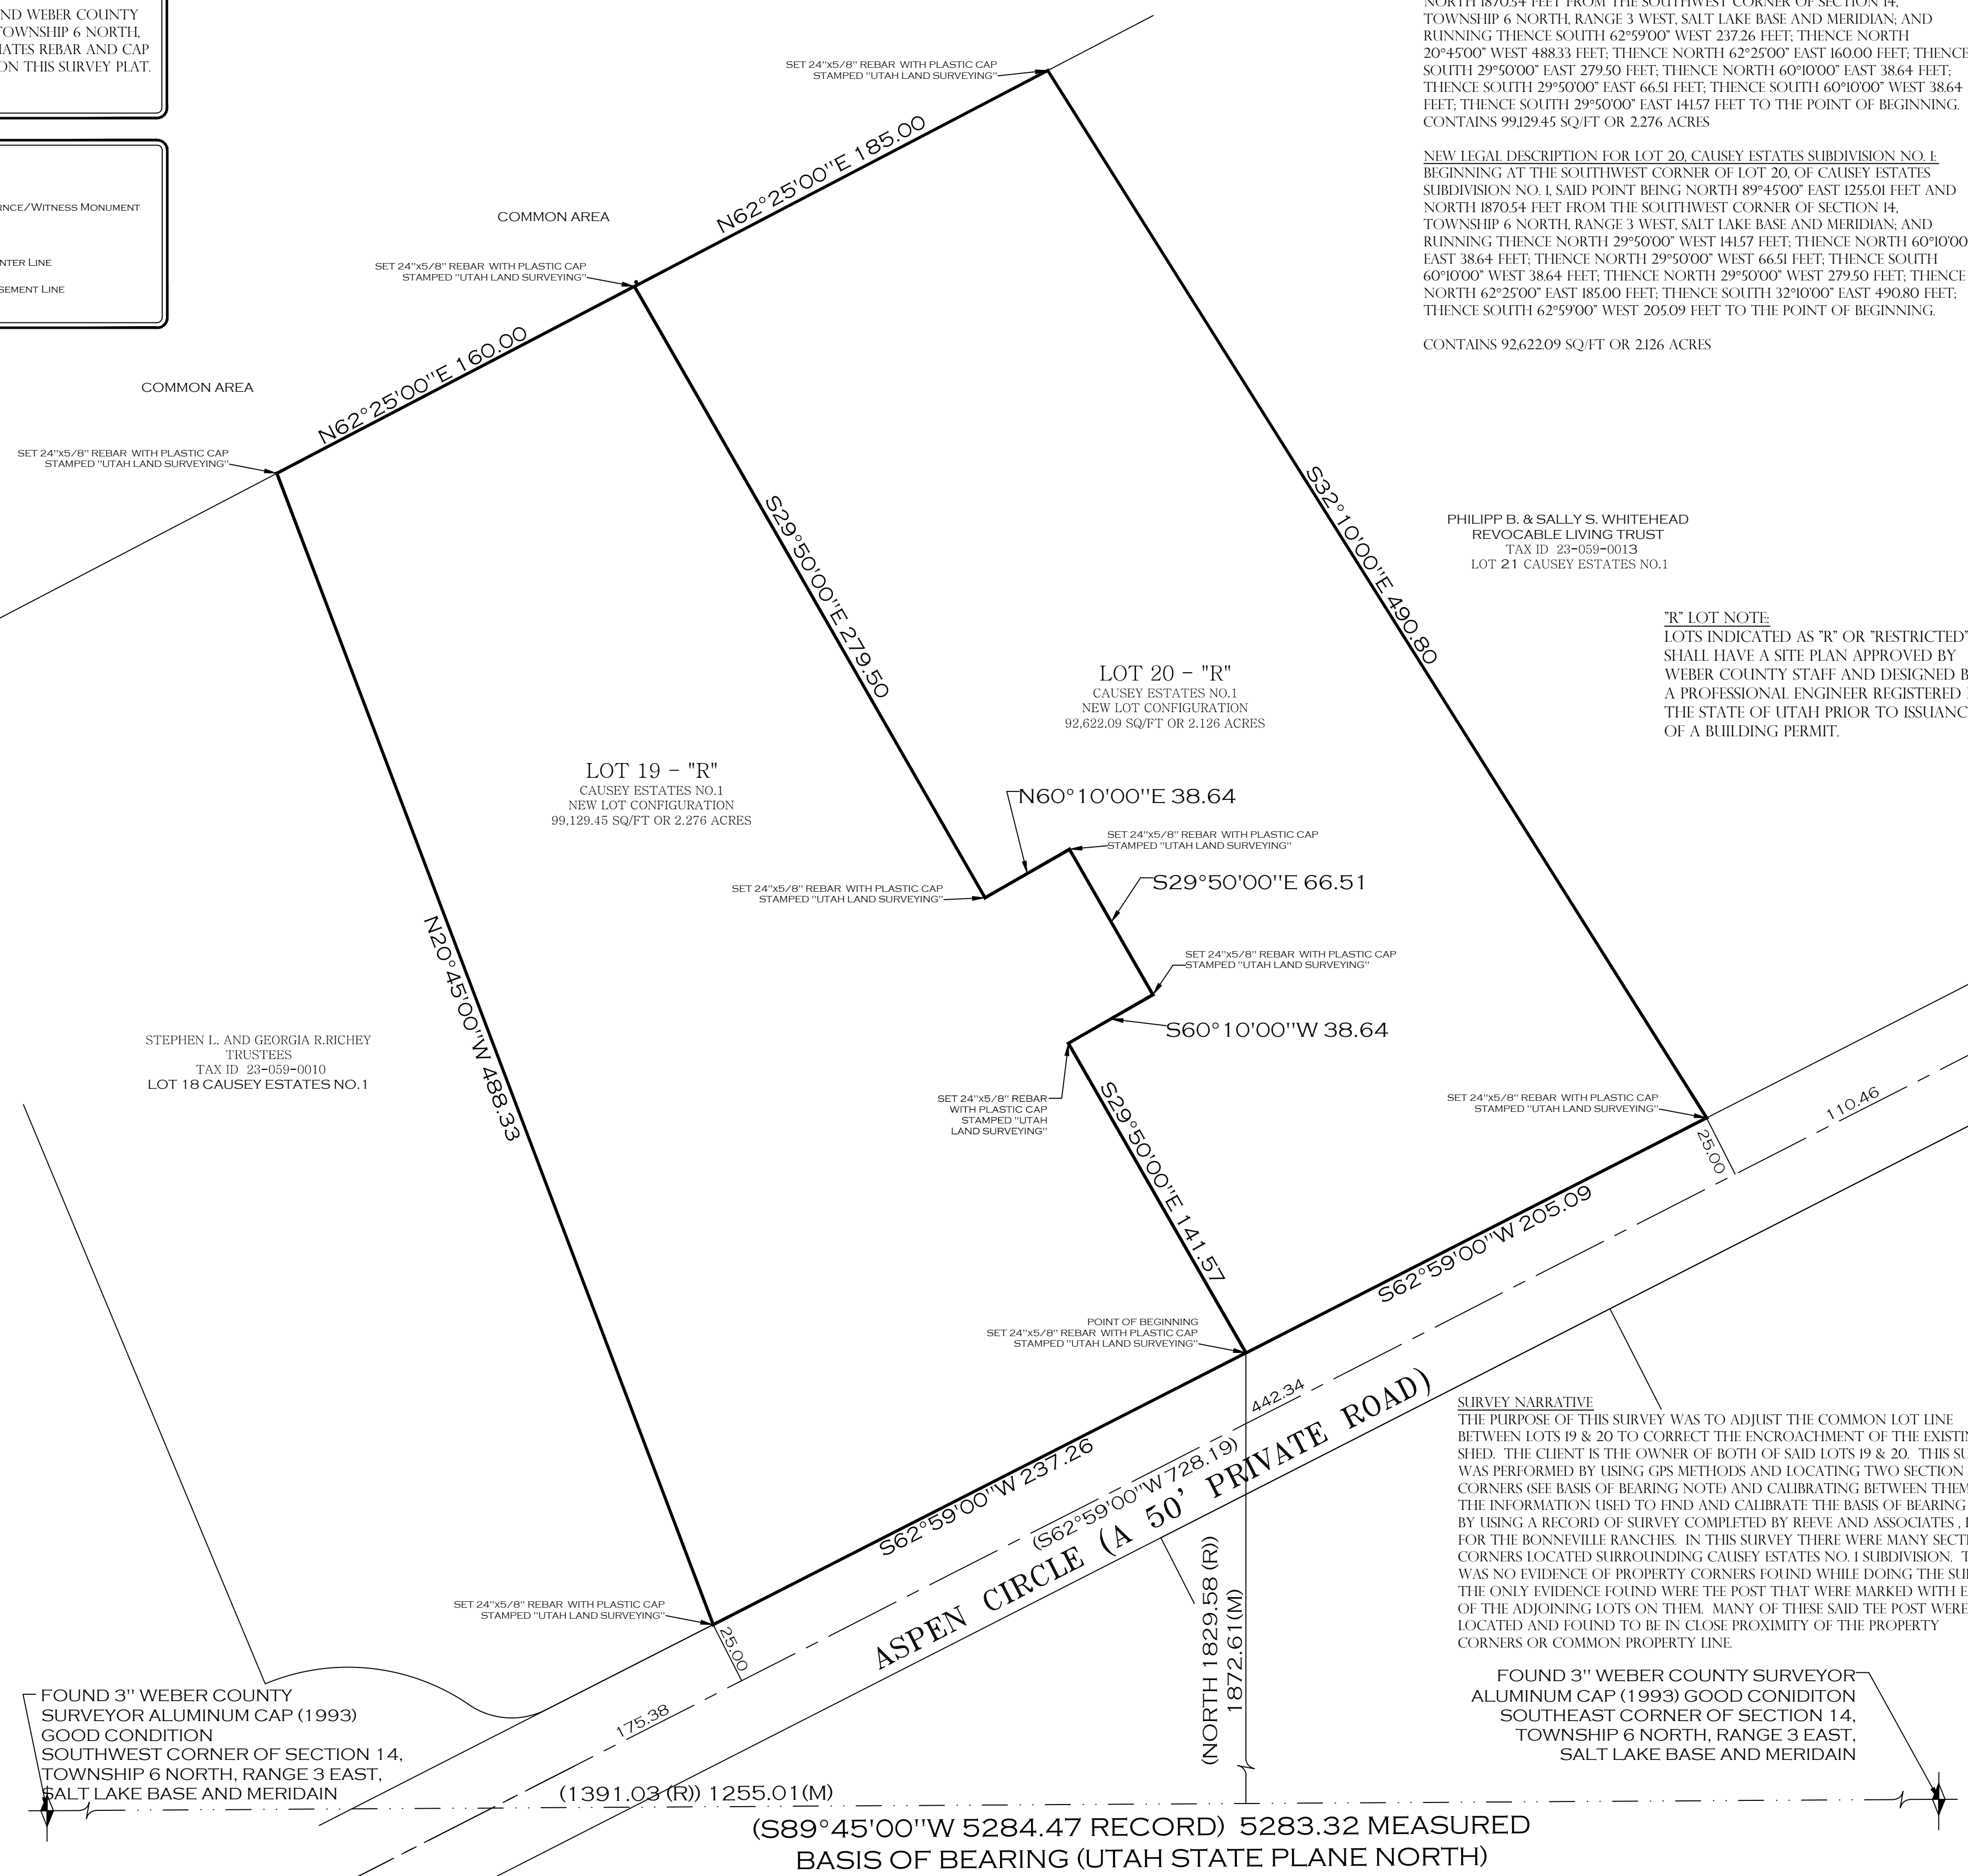 ND WEBER COUNTY
TOWNSHIP 6 NORTH,
IATES REBAR AND CAP
ON THIS SURVEY PLAT.
RNCE/WITNESS MONUMENT
NTER LINE
SEMENT LINE
NORTH 1870.54 FEET FROM THE SOUTHWEST CORNER OF SECTION 14,
TOWNSHIP 6 NORTH, RANGE 3 WEST, SALT LAKE BASE AND MERIDIAN; AND
RUNNING THENCE SOUTH 62°59'00" WEST 237.26 FEET; THENCE NORTH
20°45'00" WEST 488.33 FEET; THENCE NORTH 62°25'00" EAST 160.00 FEET; THENCE
SOUTH 29°50'00" EAST 279.50 FEET; THENCE NORTH 60°10'00" EAST 38.64 FEET;
THENCE SOUTH 29°50'00" EAST 66.51 FEET; THENCE SOUTH 60°10'00" WEST 38.64
FEET; THENCE SOUTH 29°50'00" EAST 141.57 FEET TO THE POINT OF BEGINNING.
CONTAINS 99,129.45 SQ/FT OR 2.276 ACRES
NEW LEGAL DESCRIPTION FOR LOT 20, CAUSEY ESTATES SUBDIVISION NO. 1:
BEGINNING AT THE SOUTHWEST CORNER OF LOT 20, OF CAUSEY ESTATES
SUBDIVISION NO. 1, SAID POINT BEING NORTH 89°45'00" EAST 1255.01 FEET AND
NORTH 1870.54 FEET FROM THE SOUTHWEST CORNER OF SECTION 14,
TOWNSHIP 6 NORTH, RANGE 3 WEST, SALT LAKE BASE AND MERIDIAN; AND
RUNNING THENCE NORTH 29°50'00" WEST 141.57 FEET; THENCE NORTH 60°10'00"
EAST 38.64 FEET; THENCE NORTH 29°50'00" WEST 66.51 FEET; THENCE SOUTH
60°10'00" WEST 38.64 FEET; THENCE NORTH 29°50'00" WEST 279.50 FEET; THENCE
NORTH 62°25'00" EAST 185.00 FEET; THENCE SOUTH 32°10'00" EAST 490.80 FEET;
THENCE SOUTH 62°59'00" WEST 205.09 FEET TO THE POINT OF BEGINNING.
CONTAINS 92,622.09 SQ/FT OR 2.126 ACRES
SET 24"x5/8" REBAR WITH PLASTIC CAP
STAMPED "UTAH LAND SURVEYING"
N62°25'00"E 185.00
COMMON AREA
SET 24"x5/8" REBAR WITH PLASTIC CAP
STAMPED "UTAH LAND SURVEYING"
N62°25'00"E 160.00
COMMON AREA
SET 24"x5/8" REBAR WITH PLASTIC CAP
STAMPED "UTAH LAND SURVEYING"
S29°50'00"E 279.50
S32°10'00"E 490.80
PHILIPP B. & SALLY S. WHITEHEAD
REVOCABLE LIVING TRUST
TAX ID 23-059-0013
LOT 21 CAUSEY ESTATES NO.1
"R" LOT NOTE:
LOTS INDICATED AS "R" OR "RESTRICTED"
SHALL HAVE A SITE PLAN APPROVED BY
WEBER COUNTY STAFF AND DESIGNED B
A PROFESSIONAL ENGINEER REGISTERED
THE STATE OF UTAH PRIOR TO ISSUANC
OF A BUILDING PERMIT.
LOT 20 - "R"
CAUSEY ESTATES NO.1
NEW LOT CONFIGURATION
92,622.09 SQ/FT OR 2.126 ACRES
LOT 19 - "R"
CAUSEY ESTATES NO.1
NEW LOT CONFIGURATION
99,129.45 SQ/FT OR 2.276 ACRES
N60°10'00"E 38.64
SET 24"x5/8" REBAR WITH PLASTIC CAP
STAMPED "UTAH LAND SURVEYING"
SET 24"x5/8" REBAR WITH PLASTIC CAP
STAMPED "UTAH LAND SURVEYING"
S29°50'00"E 66.51
SET 24"x5/8" REBAR WITH PLASTIC CAP
STAMPED "UTAH LAND SURVEYING"
S60°10'00"W 38.64
N20°45'00"W 488.33
STEPHEN L. AND GEORGIA R.RICHEY
TRUSTEES
TAX ID 23-059-0010
LOT 18 CAUSEY ESTATES NO.1
SET 24"x5/8" REBAR
WITH PLASTIC CAP
STAMPED "UTAH
LAND SURVEYING"
S29°50'00"E 141.57
SET 24"x5/8" REBAR WITH PLASTIC CAP
STAMPED "UTAH LAND SURVEYING"
110.46
25.00
S62°59'00"W 205.09
POINT OF BEGINNING
SET 24"x5/8" REBAR WITH PLASTIC CAP
STAMPED "UTAH LAND SURVEYING"
442.34
S62°59'00"W 237.26
(S62°59'00"W 728.19)
ASPEN CIRCLE (A 50' PRIVATE ROAD)
SET 24"x5/8" REBAR WITH PLASTIC CAP
STAMPED "UTAH LAND SURVEYING"
25.00
175.38
(NORTH 1829.58 (R))
1872.61(M)
SURVEY NARRATIVE
THE PURPOSE OF THIS SURVEY WAS TO ADJUST THE COMMON LOT LINE
BETWEEN LOTS 19 & 20 TO CORRECT THE ENCROACHMENT OF THE EXISTIN
SHED. THE CLIENT IS THE OWNER OF BOTH OF SAID LOTS 19 & 20. THIS SU
WAS PERFORMED BY USING GPS METHODS AND LOCATING TWO SECTION
CORNERS (SEE BASIS OF BEARING NOTE) AND CALIBRATING BETWEEN THEM
THE INFORMATION USED TO FIND AND CALIBRATE THE BASIS OF BEARING
BY USING A RECORD OF SURVEY COMPLETED BY REEVE AND ASSOCIATES , I
FOR THE BONNEVILLE RANCHES. IN THIS SURVEY THERE WERE MANY SECTI
CORNERS LOCATED SURROUNDING CAUSEY ESTATES NO. 1 SUBDIVISION. T
WAS NO EVIDENCE OF PROPERTY CORNERS FOUND WHILE DOING THE SU
THE ONLY EVIDENCE FOUND WERE TEE POST THAT WERE MARKED WITH E
OF THE ADJOINING LOTS ON THEM. MANY OF THESE SAID TEE POST WERE
LOCATED AND FOUND TO BE IN CLOSE PROXIMITY OF THE PROPERTY
CORNERS OR COMMON PROPERTY LINE.
FOUND 3" WEBER COUNTY
SURVEYOR ALUMINUM CAP (1993)
GOOD CONDITION
SOUTHWEST CORNER OF SECTION 14,
TOWNSHIP 6 NORTH, RANGE 3 EAST,
SALT LAKE BASE AND MERIDAIN
FOUND 3" WEBER COUNTY SURVEYOR
ALUMINUM CAP (1993) GOOD CONIDITON
SOUTHEAST CORNER OF SECTION 14,
TOWNSHIP 6 NORTH, RANGE 3 EAST,
SALT LAKE BASE AND MERIDAIN
(1391.03 (R)) 1255.01(M)
(S89°45'00"W 5284.47 RECORD) 5283.32 MEASURED
BASIS OF BEARING (UTAH STATE PLANE NORTH)